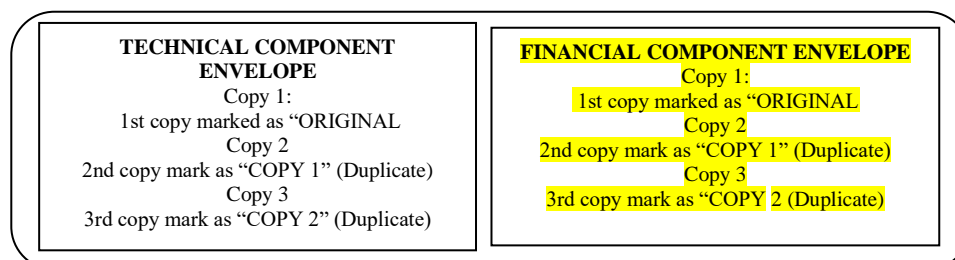 TECHNICAL COMPONENT
ENVELOPE
Copy 1:
1st copy marked as “ORIGINAL
Copy 2
2nd copy mark as “COPY 1” (Duplicate)
Copy 3
3rd copy mark as “COPY 2” (Duplicate)
FINANCIAL COMPONENT ENVELOPE
Copy 1:
1st copy marked as “ORIGINAL
Copy 2
2nd copy mark as “COPY 1” (Duplicate)
Copy 3
3rd copy mark as “COPY 2 (Duplicate)